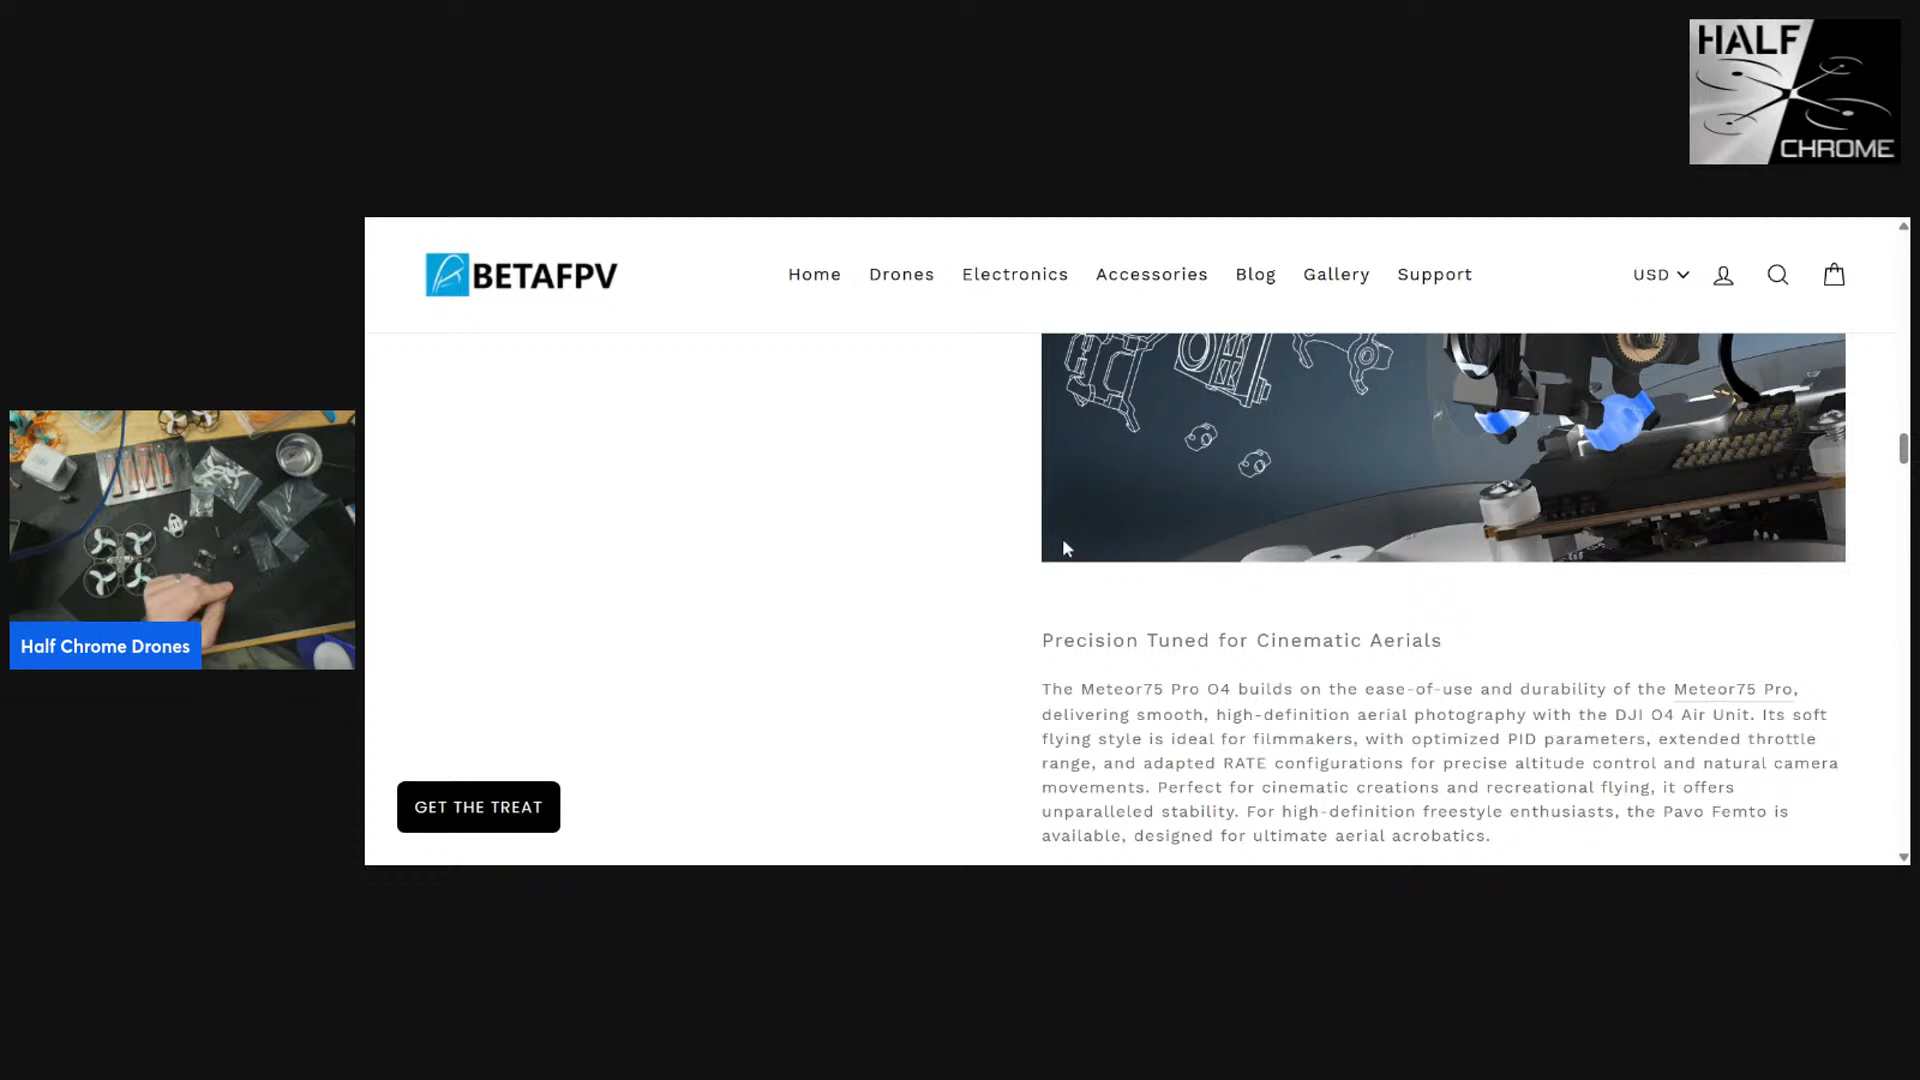 HALF
CHROME
BETAFPV
Home Drones Electronics Accessories Blog Gallery Support
USD
Half Chrome Drones
GET THE TREAT
Precision Tuned for Cinematic Aerials
The Meteor75 Pro O4 builds on the ease-of-use and durability of the Meteor75 Pro,
delivering smooth, high-definition aerial photography with the DJI O4 Air Unit. Its soft
flying style is ideal for filmmakers, with optimized PID parameters, extended throttle
range, and adapted RATE configurations for precise altitude control and natural camera
movements. Perfect for cinematic creations and recreational flying, it offers
unparalleled stability. For high-definition freestyle enthusiasts, the Pavo Femto is
available, designed for ultimate aerial acrobatics.